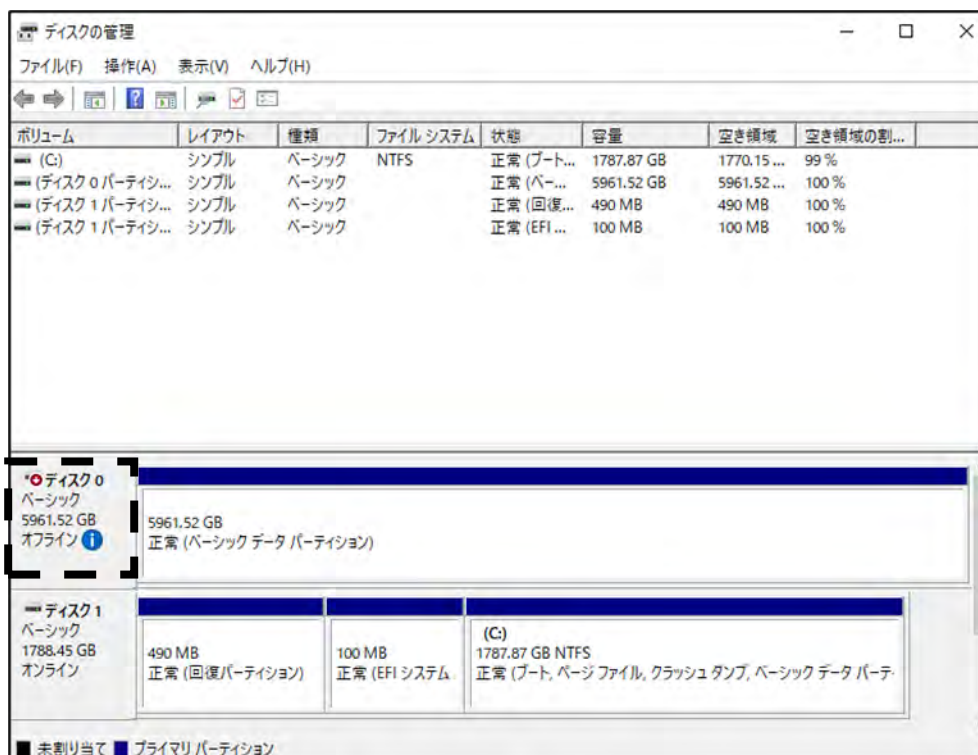 ディスクの管理
ファイル(F) 操作(A) 表示(V) ヘルプ(H)
ボリューム レイアウト 種類 ファイル システム 状態 容量 空き領域 空き領域の割...
(C:) シンプル ベーシック NTFS 正常 (ブート... 1787.87 GB 1770.15 ... 99 %
(ディスク 0 パーティシ... シンプル ベーシック 正常 (ベー... 5961.52 GB 5961.52 ... 100 %
(ディスク 1 パーティシ... シンプル ベーシック 正常 (回復... 490 MB 490 MB 100 %
(ディスク 1 パーティシ... シンプル ベーシック 正常 (EFI ... 100 MB 100 MB 100 %
ディスク 0
ベーシック
5961.52 GB
オフライン
5961.52 GB
正常 (ベーシック データ パーティション)
ディスク 1
ベーシック
1788.45 GB
オンライン
490 MB
正常 (回復パーティション)
100 MB
正常 (EFI システム
(C:)
1787.87 GB NTFS
正常 (ブート, ページ ファイル, クラッシュ ダンプ, ベーシック データ パーテ
未割り当て プライマリ パーティション